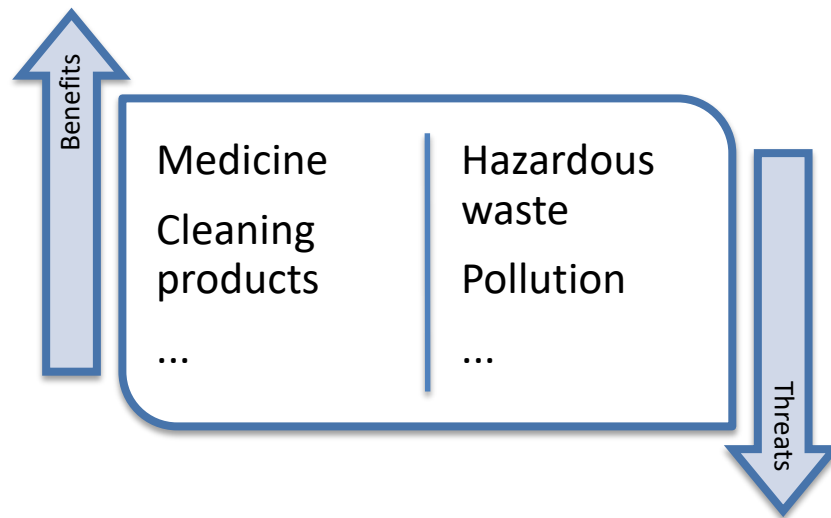 Benefits
Medicine
Cleaning
products
...
Hazardous
waste
Pollution
...
Threats